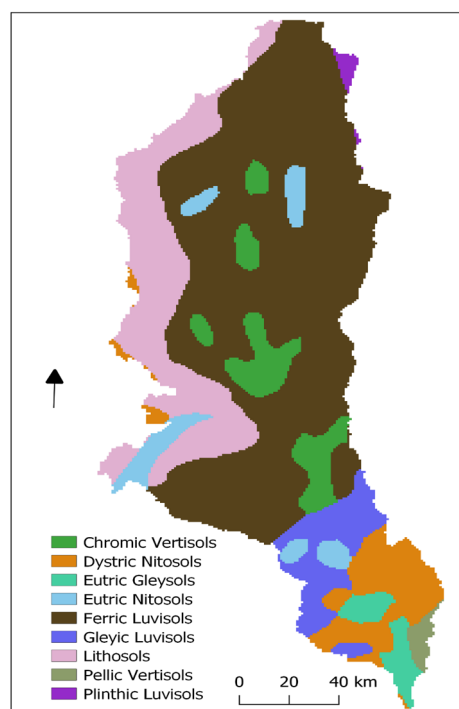 Chromic Vertisols
Dystric Nitosols
Eutric Gleysols
Eutric Nitosols
Ferric Luvisols
Gleyic Luvisols
Lithosols
Pellic Vertisols
Plinthic Luvisols
0 20 40 km